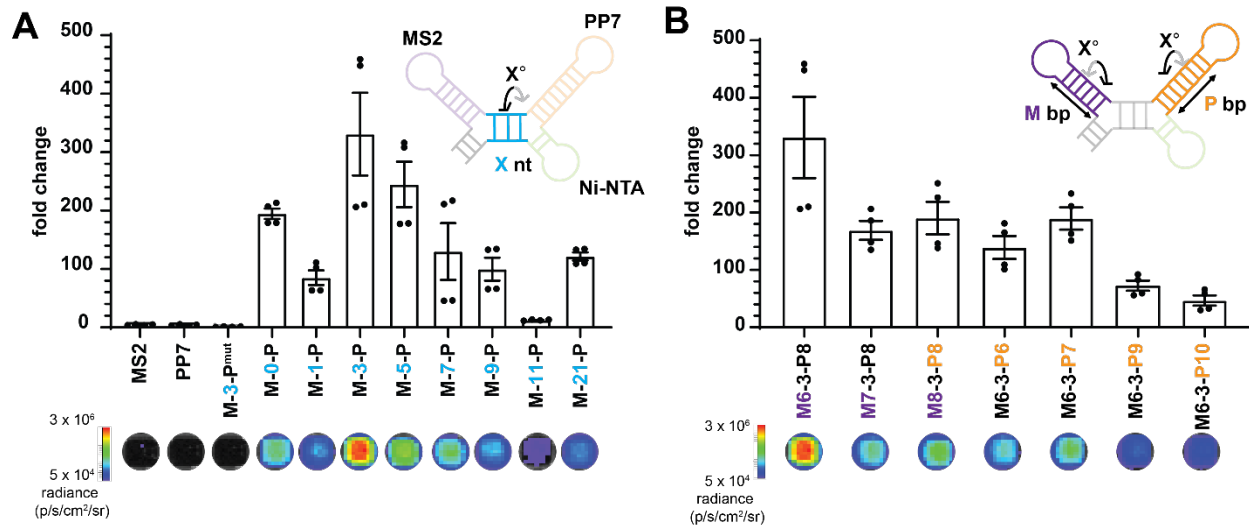 A
500
400
300
200
100
0
fold change
MS2
PP7
X°
X nt
Ni-NTA
MS2
PP7
M-3-Pmut
M-0-P
M-1-P
M-3-P
M-5-P
M-7-P
M-9-P
M-11-P
M-21-P
3 x 10⁶
5 x 10⁴
radiance
(p/s/cm²/sr)
B
500
400
300
200
100
0
fold change
X°
X°
M bp
P bp
M6-3-P8
M7-3-P8
M8-3-P8
M6-3-P6
M6-3-P7
M6-3-P9
M6-3-P10
3 x 10⁶
5 x 10⁴
radiance
(p/s/cm²/sr)